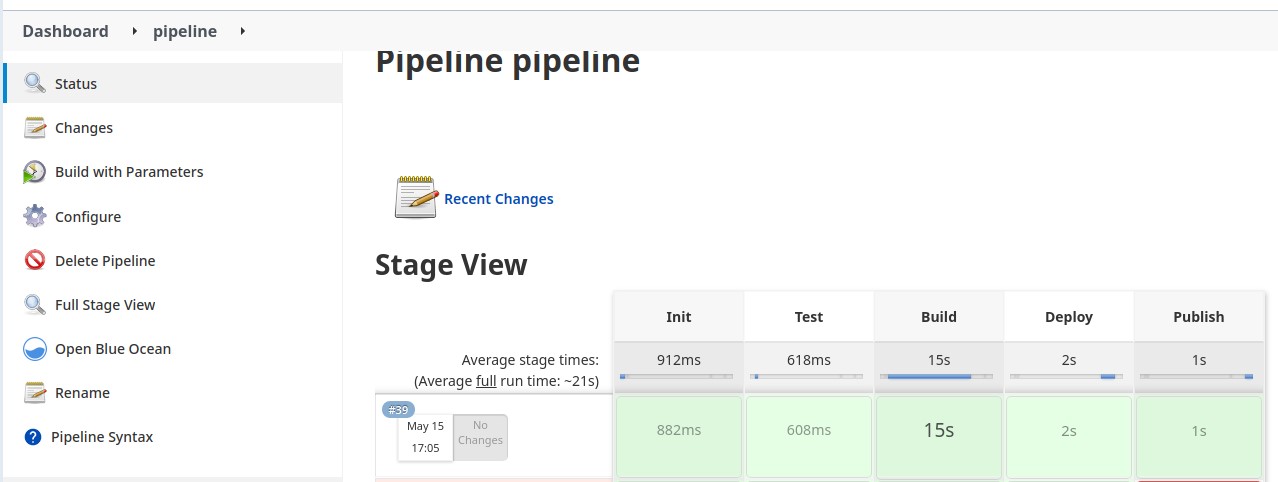 Dashboard
pipeline
Status
Changes
Build with Parameters
Configure
Delete Pipeline
Full Stage View
Open Blue Ocean
Rename
Pipeline Syntax
Pipeline pipeline
Recent Changes
Stage View
Init Test Build Deploy Publish
Average stage times: 912ms 618ms 15s 2s 1s
(Average full run time: ~21s)
#39
May 15
17:05
No
Changes
882ms 608ms 15s 2s 1s